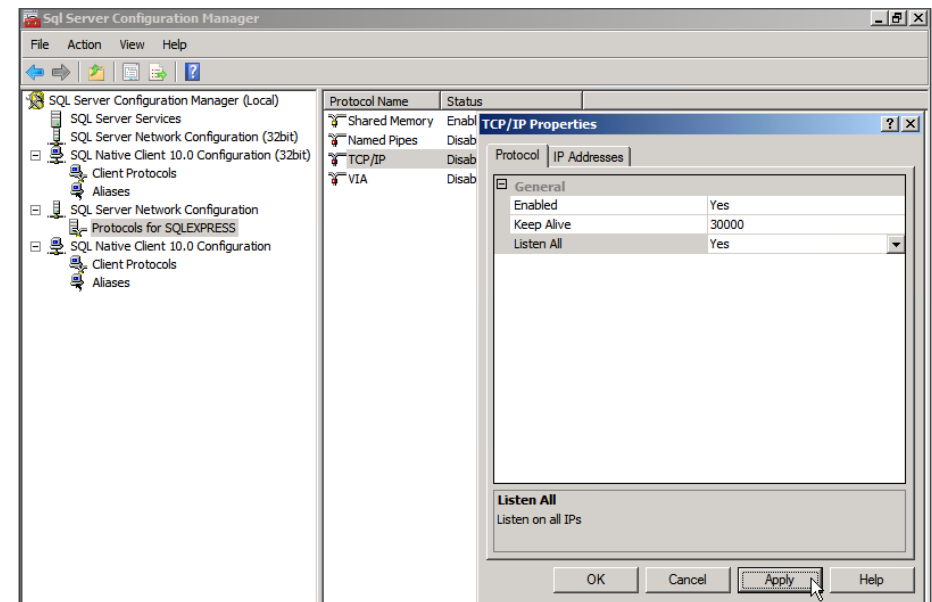 Sql Server Configuration Manager
File Action View Help
SQL Server Configuration Manager (Local)
SQL Server Services
SQL Server Network Configuration (32bit)
SQL Native Client 10.0 Configuration (32bit)
Client Protocols
Aliases
SQL Server Network Configuration
Protocols for SQLEXPRESS
SQL Native Client 10.0 Configuration
Client Protocols
Aliases
Protocol Name Status
Shared Memory Enabl
Named Pipes Disab
TCP/IP Disab
VIA Disab
TCP/IP Properties
Protocol IP Addresses
General
Enabled Yes
Keep Alive 30000
Listen All Yes
Listen All
Listen on all IPs
OK Cancel Apply Help